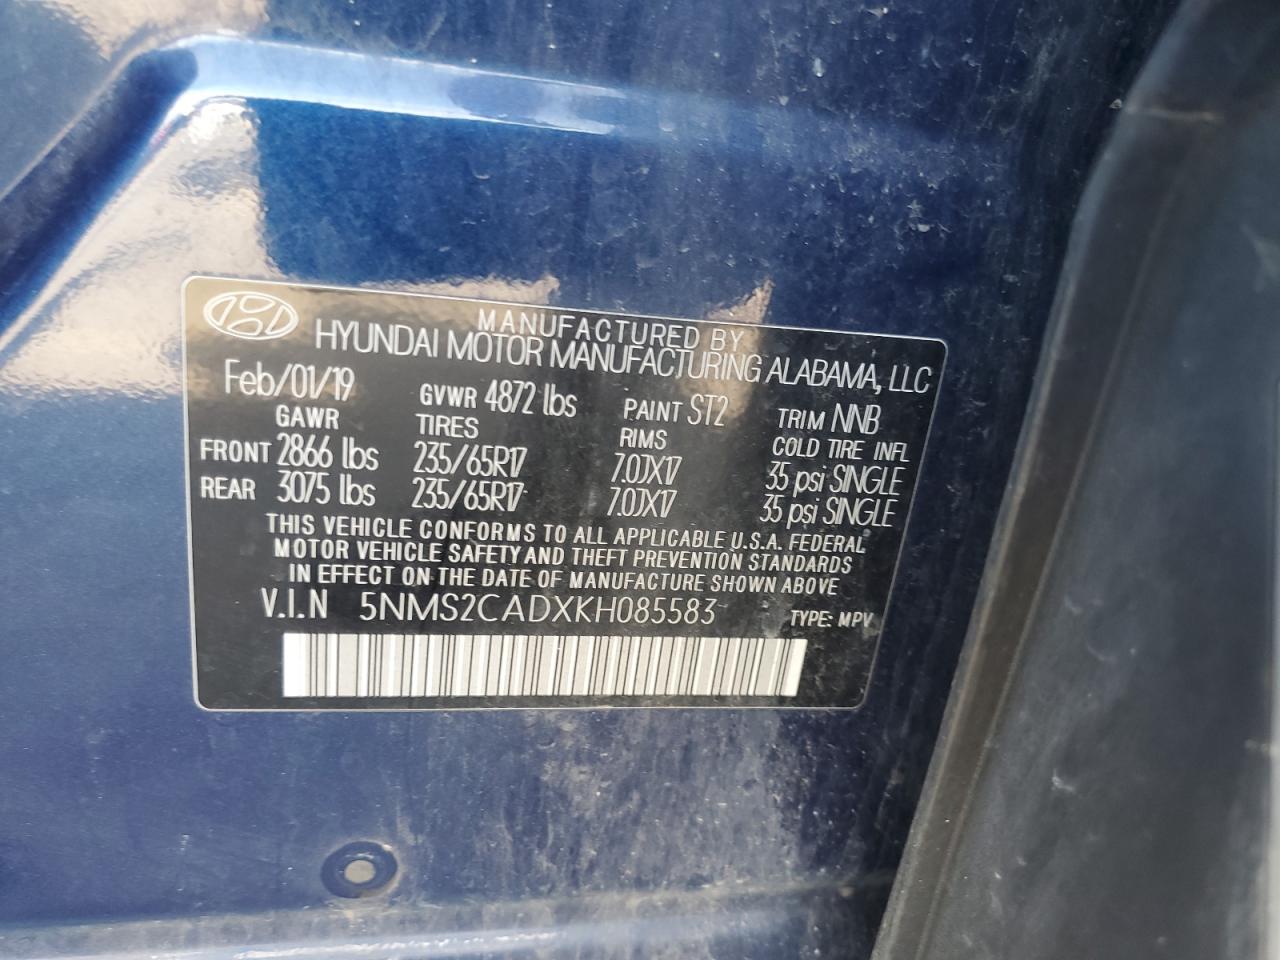 MANUFACTURED BY
HYUNDAI MOTOR MANUFACTURING ALABAMA, LLC
Feb/01/19 GVWR 4872 lbs PAINT ST2 TRIM NNB
GAWR TIRES RIMS COLD TIRE INFL
FRONT 2866 lbs 235/65R17 7.0JX17 35 psi SINGLE
REAR 3075 lbs 235/65R17 7.0JX17 35 psi SINGLE
THIS VEHICLE CONFORMS TO ALL APPLICABLE U.S.A. FEDERAL
MOTOR VEHICLE SAFETY AND THEFT PREVENTION STANDARDS
IN EFFECT ON THE DATE OF MANUFACTURE SHOWN ABOVE
V.I.N 5NMS2CADXKH085583 TYPE: MPV